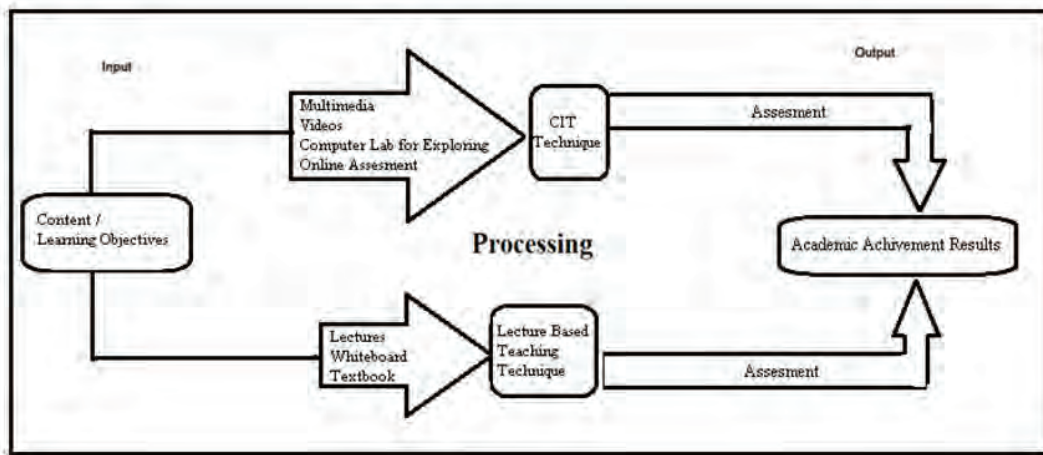 Input
Output
Multimedia
Videos
Computer Lab for Exploring
Online Assesment
CIT
Technique
Assesment
Content /
Learning Objectives
Processing
Academic Achivement Results
Lectures
Whiteboard
Textbook
Lecture Based
Teaching
Technique
Assesment